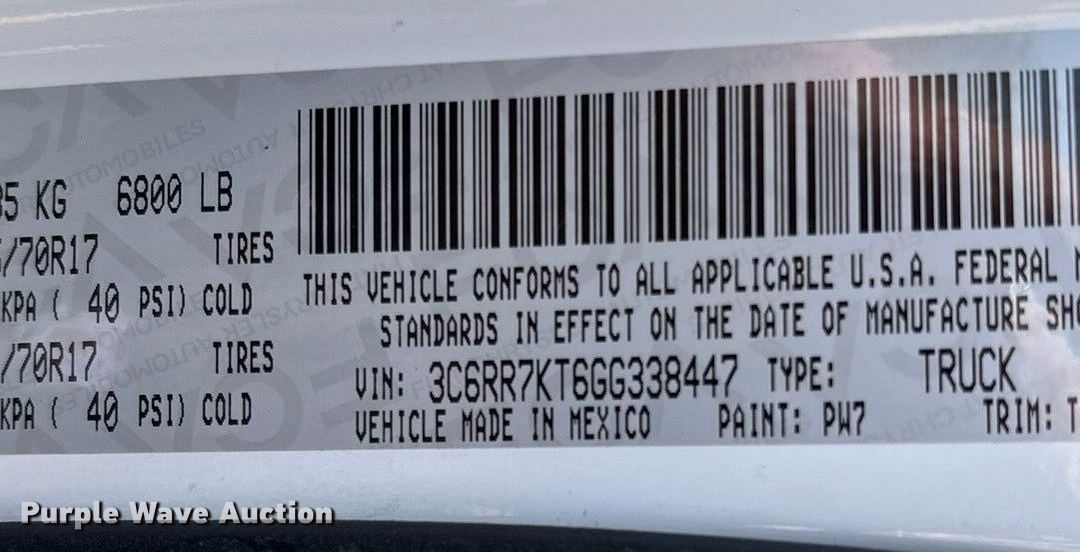 35 KG 6800 LB
/70R17 TIRES
KPA ( 40 PSI) COLD
/70R17 TIRES
KPA ( 40 PSI) COLD
THIS VEHICLE CONFORMS TO ALL APPLICABLE U.S.A. FEDERAL
STANDARDS IN EFFECT ON THE DATE OF MANUFACTURE SHO
VIN: 3C6RR7KT6GG338447 TYPE: TRUCK
VEHICLE MADE IN MEXICO PAINT: PW7 TRIM: T
Purple Wave Auction